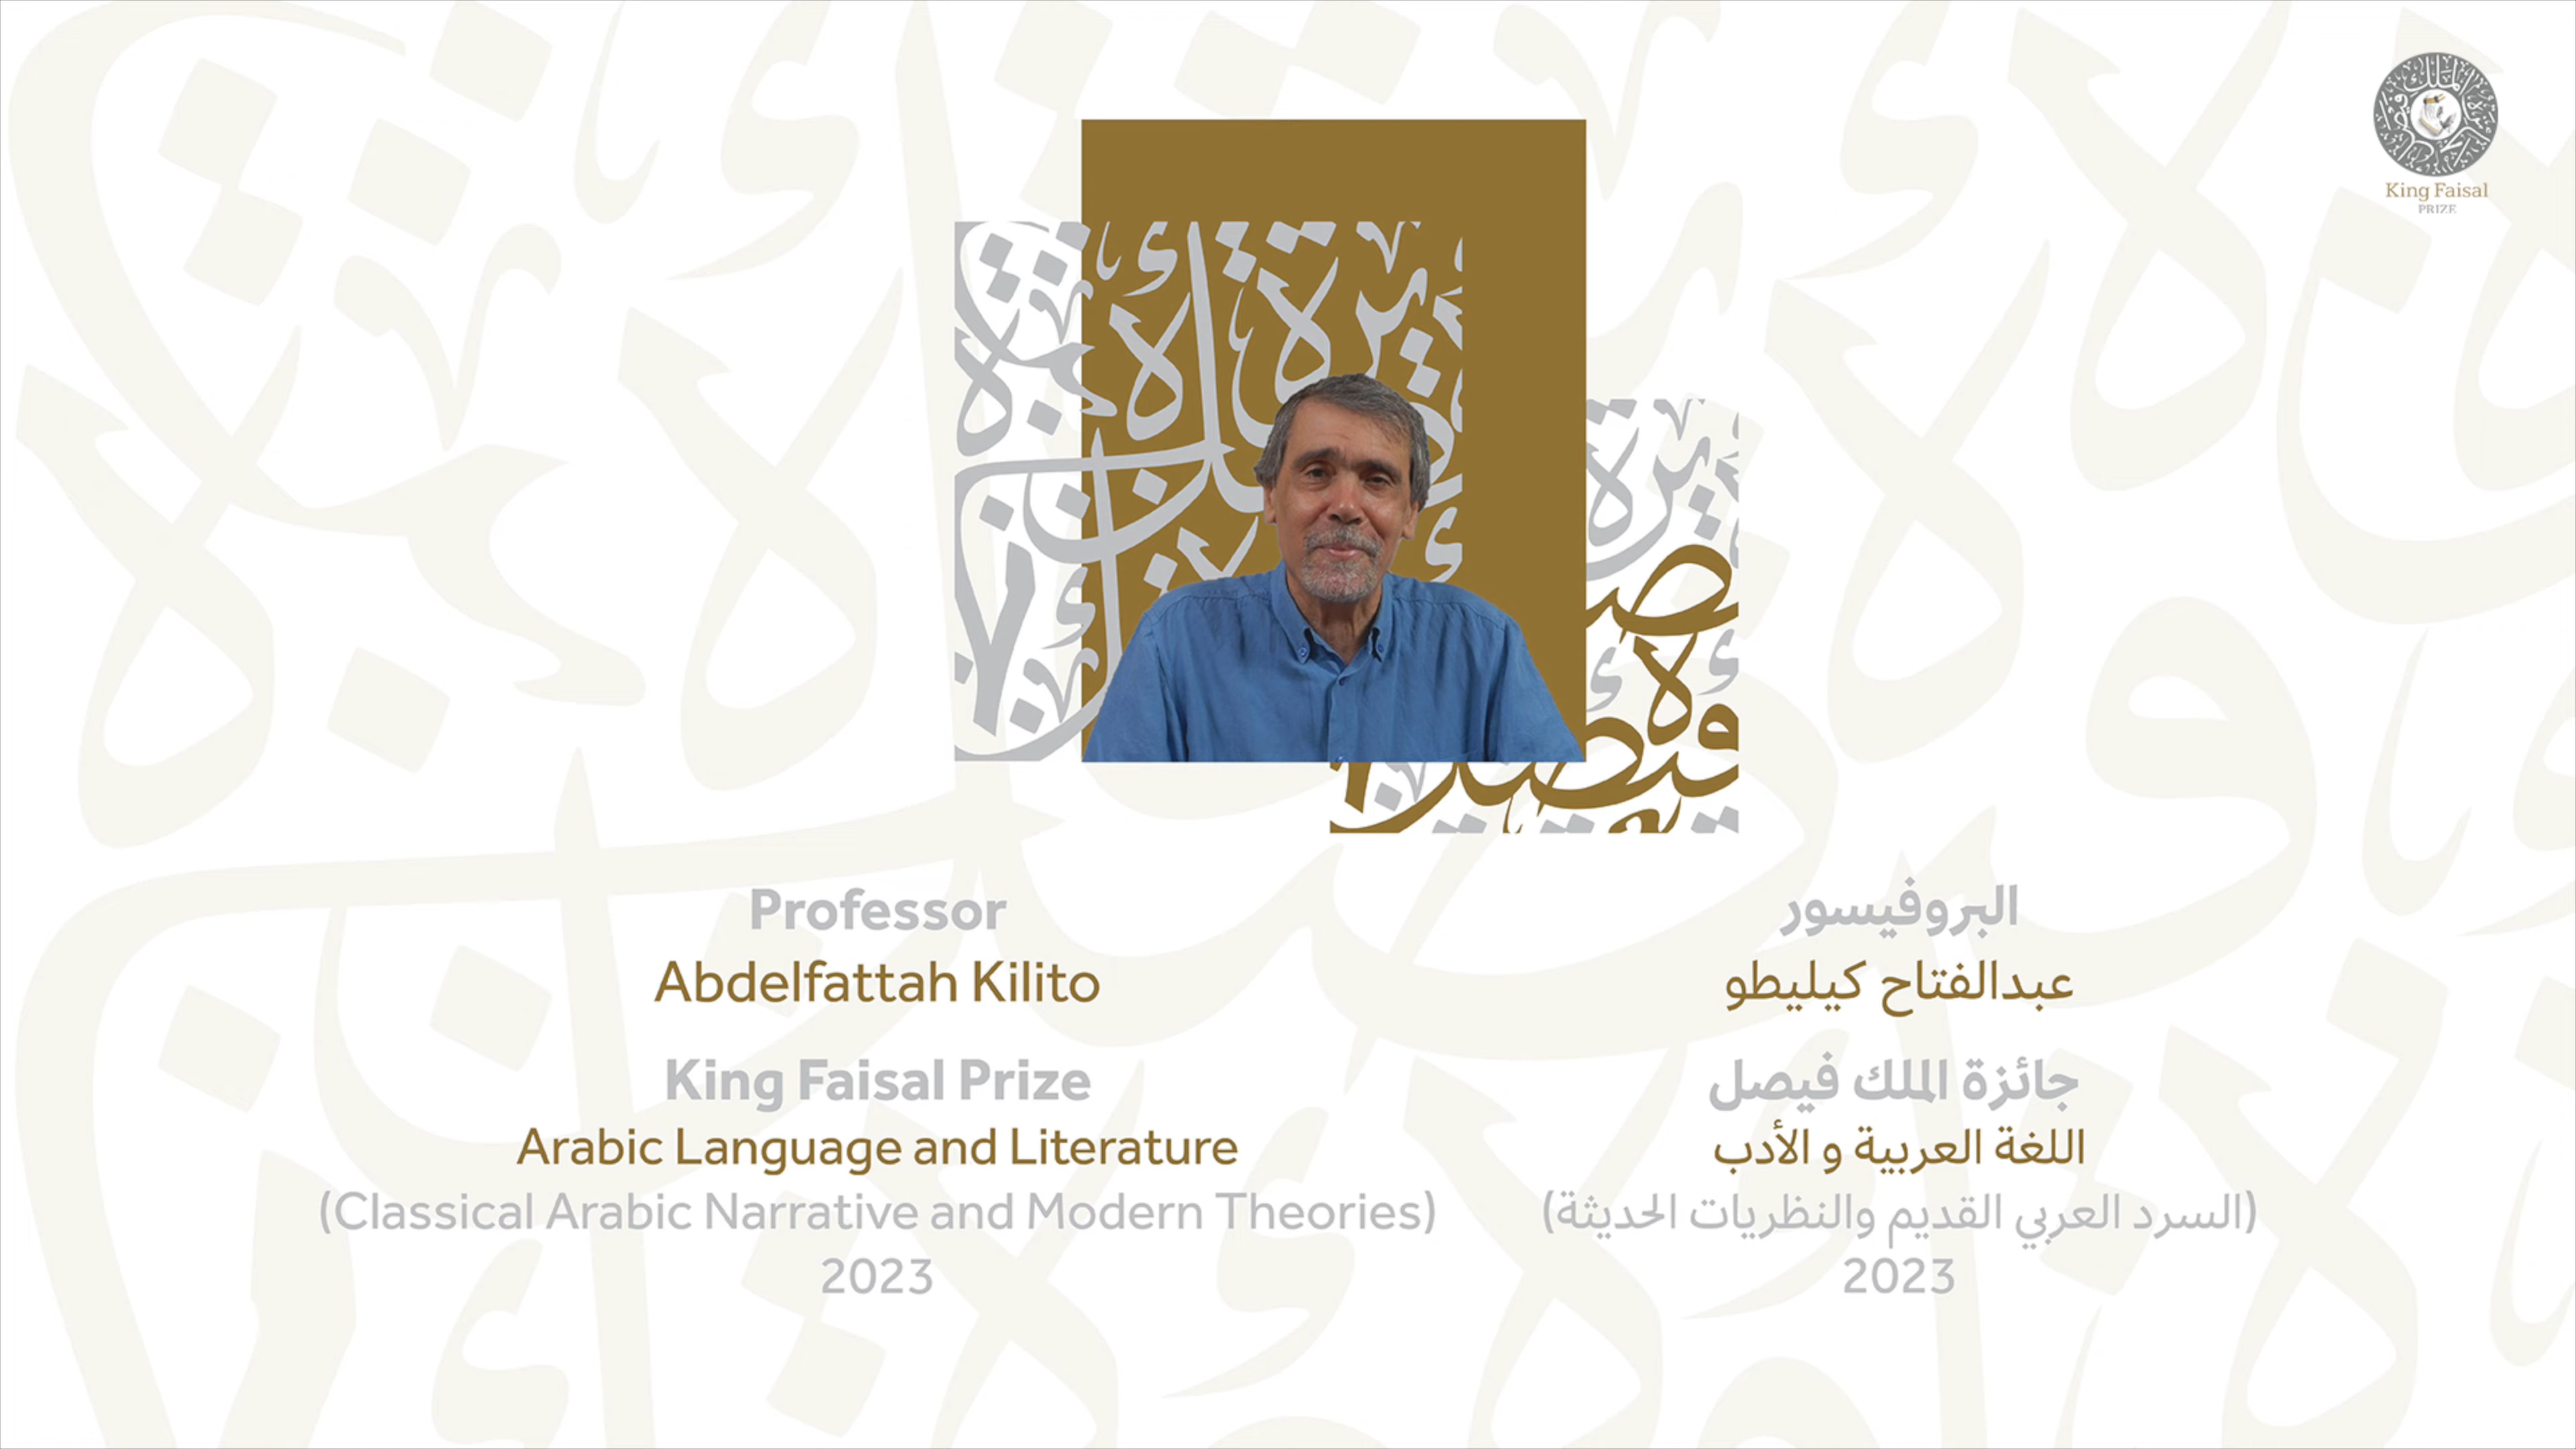 King Faisal
PRIZE
Professor
Abdelfattah Kilito
King Faisal Prize
Arabic Language and Literature
(Classical Arabic Narrative and Modern Theories)
2023
البروفيسور
عبدالفتاح كيليطو
جائزة الملك فيصل
اللغة العربية و الأدب
(السرد العربي القديم والنظريات الحديثة)
2023